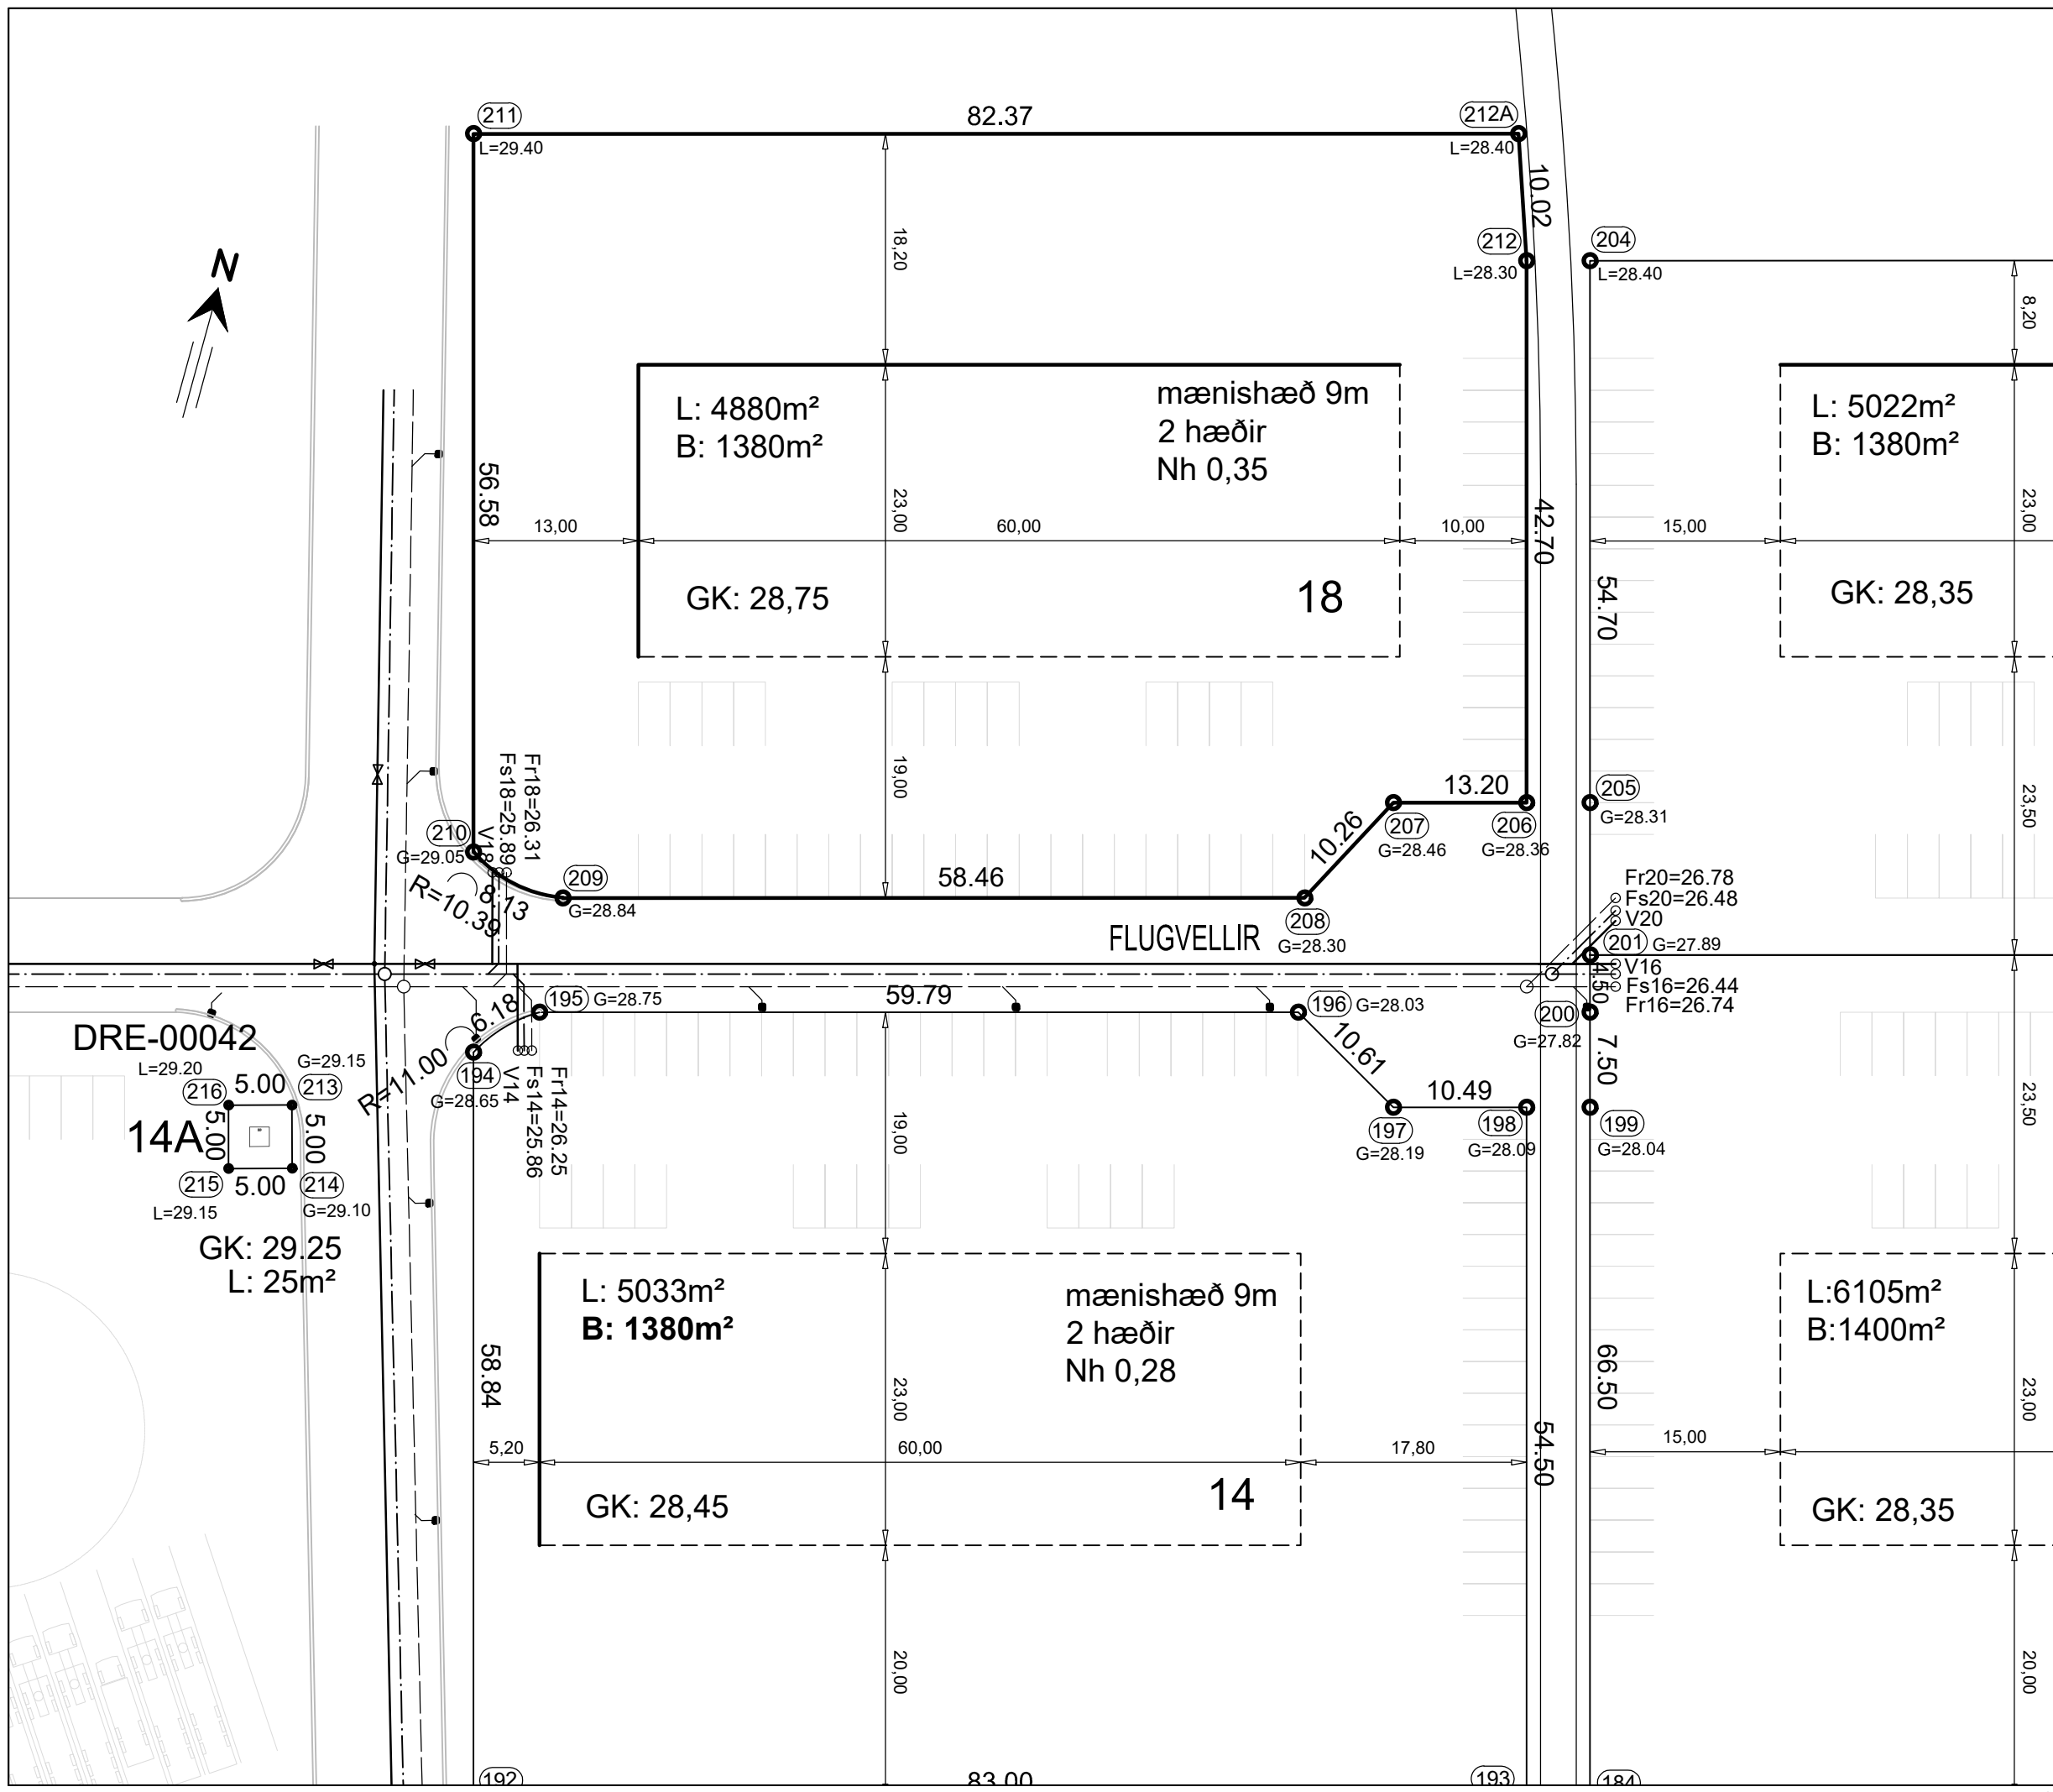 211
82.37
212A
L=29.40
L=28.40
10.02
N
212
204
L=28.30
L=28.40
18,20
8,20
L: 4880m²
B: 1380m²
mænishæð 9m
2 hæðir
Nh 0,35
L: 5022m²
B: 1380m²
56.58
23,00
42.70
23,00
13,00
60,00
10,00
15,00
GK: 28,75
18
54.70
GK: 28,35
Fr18=26.31
Fs18=25.89
V18
19,00
13.20
205
23,50
G=28.31
210
G=29.05
10.26
207
206
G=28.46
G=28.36
R=10.39
8.13
209
G=28.84
58.46
208
G=28.30
FLUGVELLIR
Fr20=26.78
Fs20=26.48
V20
201
G=27.89
V16
Fs16=26.44
Fr16=26.74
4.50
195
G=28.75
59.79
196
G=28.03
200
G=27.82
6.18
DRE-00042
L=29.20
G=29.15
R=11.00
194
G=28.65
10.61
7.50
216
5.00
213
10.49
V14
Fs14=25.86
Fr14=26.25
14A
5.00
5.00
19,00
197
198
199
23,50
G=28.19
G=28.09
G=28.04
215
5.00
214
L=29.15
G=29.10
GK: 29.25
L: 25m²
L: 5033m²
B: 1380m²
mænishæð 9m
2 hæðir
Nh 0,28
L:6105m²
B:1400m²
58.84
23,00
66.50
23,00
5,20
60,00
17,80
54.50
15,00
GK: 28,45
14
GK: 28,35
20,00
20,00
192
83.00
193
184